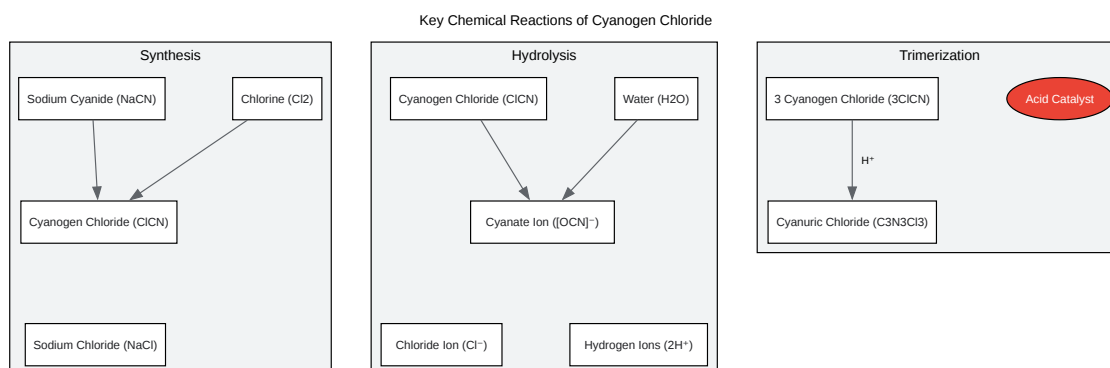 Key Chemical Reactions of Cyanogen Chloride
Synthesis
Sodium Cyanide (NaCN)
Chlorine (Cl2)
Cyanogen Chloride (ClCN)
Sodium Chloride (NaCl)
Hydrolysis
Cyanogen Chloride (ClCN)
Water (H2O)
Cyanate Ion ([OCN]⁻)
Chloride Ion (Cl⁻)
Hydrogen Ions (2H⁺)
Trimerization
3 Cyanogen Chloride (3ClCN)
Acid Catalyst
H⁺
Cyanuric Chloride (C3N3Cl3)